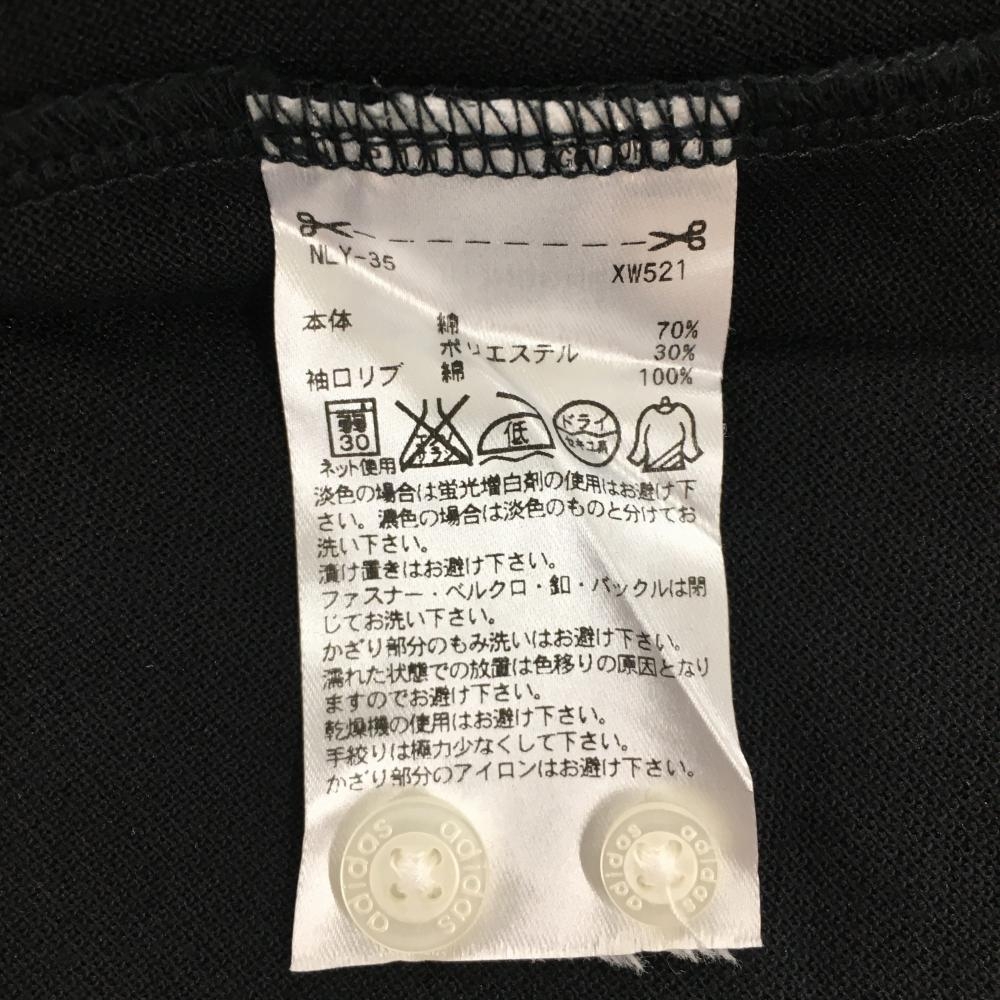 NLY-35 XW521
本体 綿 70%
ポリエステル 30%
袖口リブ 綿 100%
弱 30 低 ドライ セキユ系
ネット使用
淡色の場合は蛍光増白剤の使用はお避け下
さい。濃色の場合は淡色のものと分けてお
洗い下さい。
漬け置きはお避け下さい。
ファスナー・ベルクロ・釦・バックルは閉
じてお洗い下さい。
かざり部分のもみ洗いはお避け下さい。
濡れた状態での放置は色移りの原因となり
ますのでお避け下さい。
乾燥機の使用はお避け下さい。
手絞りは極力少なくして下さい。
かざり部分のアイロンはお避け下さい。
adidas adidas
adidas adidas